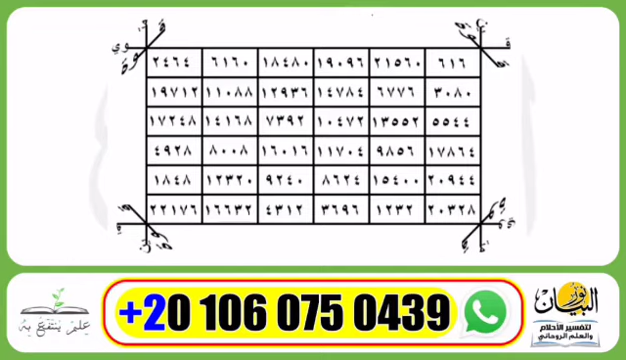 ٦١٦ ٢١٥٦٠ ١٩٠٩٦ ١٨٤٨٠ ٦١٦٠ ٢٤٦٤
٣٠٨٠ ٦٧٧٦ ١٤٧٨٤ ١٢٩٣٦ ١١٠٨٨ ١٩٧١٢
٥٥٤٤ ١٣٥٥٢ ١٠٤٧٢ ٧٣٩٢ ١٤١٦٨ ١٧٢٤٨
١٧٨٦٤ ٩٨٥٦ ١١٧٠٤ ١٦٠١٦ ٨٠٠٨ ٤٩٢٨
٢٠٩٤٤ ١٥٤٠٠ ٨٦٢٤ ٩٢٤٠ ١٢٣٢٠ ١٨٤٨
٢٠٣٢٨ ١٢٣٢ ٣٦٩٦ ٤٣١٢ ١٦٦٣٢ ٢٢١٧٦
نور البيان
لتفسير الأحلام
والعلم الروحاني
+20 106 075 0439
علم ينتفع به